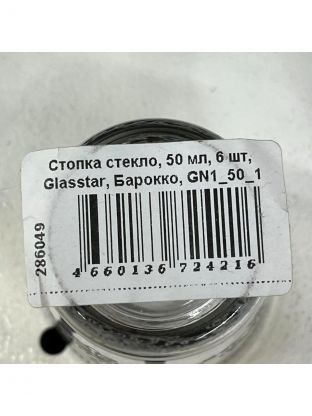 Стопка стекло, 50 мл, 6 шт,
Glasstar, Барокко, GN1_50_1
286049
4 660136 724216